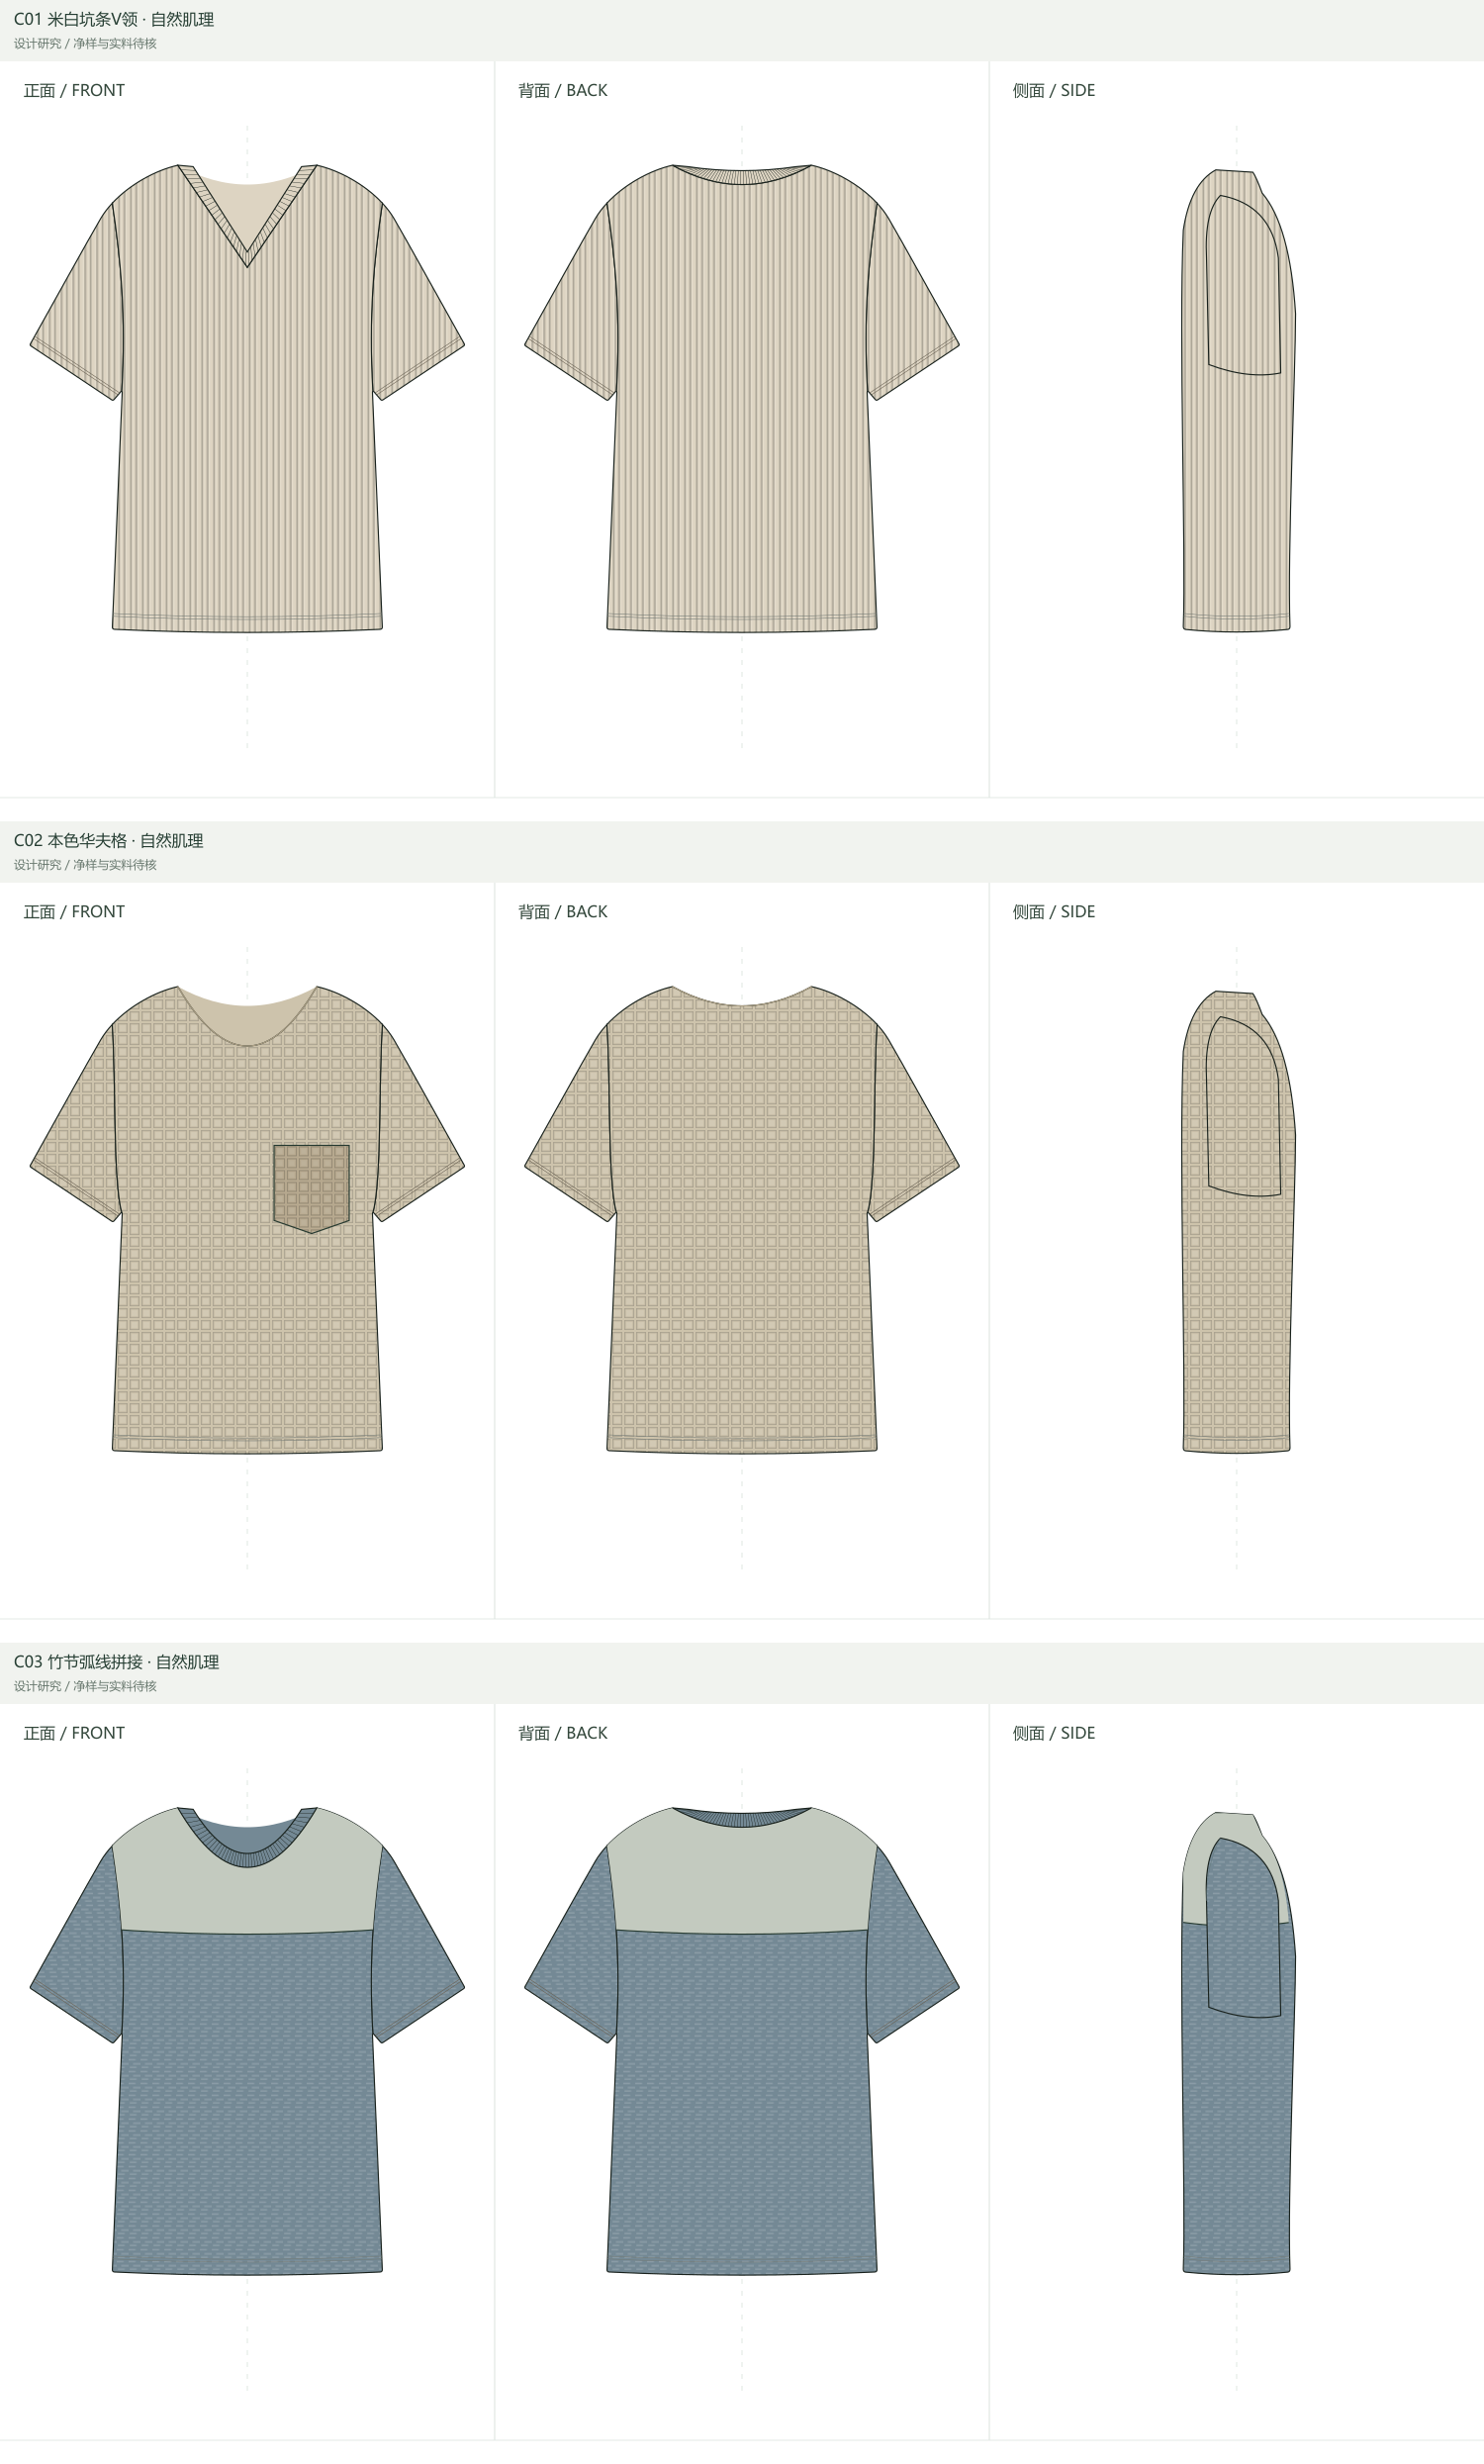 C01 米白坑条V领 · 自然肌理
设计研究 / 净样与实料待核
正面 / FRONT
背面 / BACK
侧面 / SIDE
C02 本色华夫格 · 自然肌理
设计研究 / 净样与实料待核
正面 / FRONT
背面 / BACK
侧面 / SIDE
C03 竹节弧线拼接 · 自然肌理
设计研究 / 净样与实料待核
正面 / FRONT
背面 / BACK
侧面 / SIDE